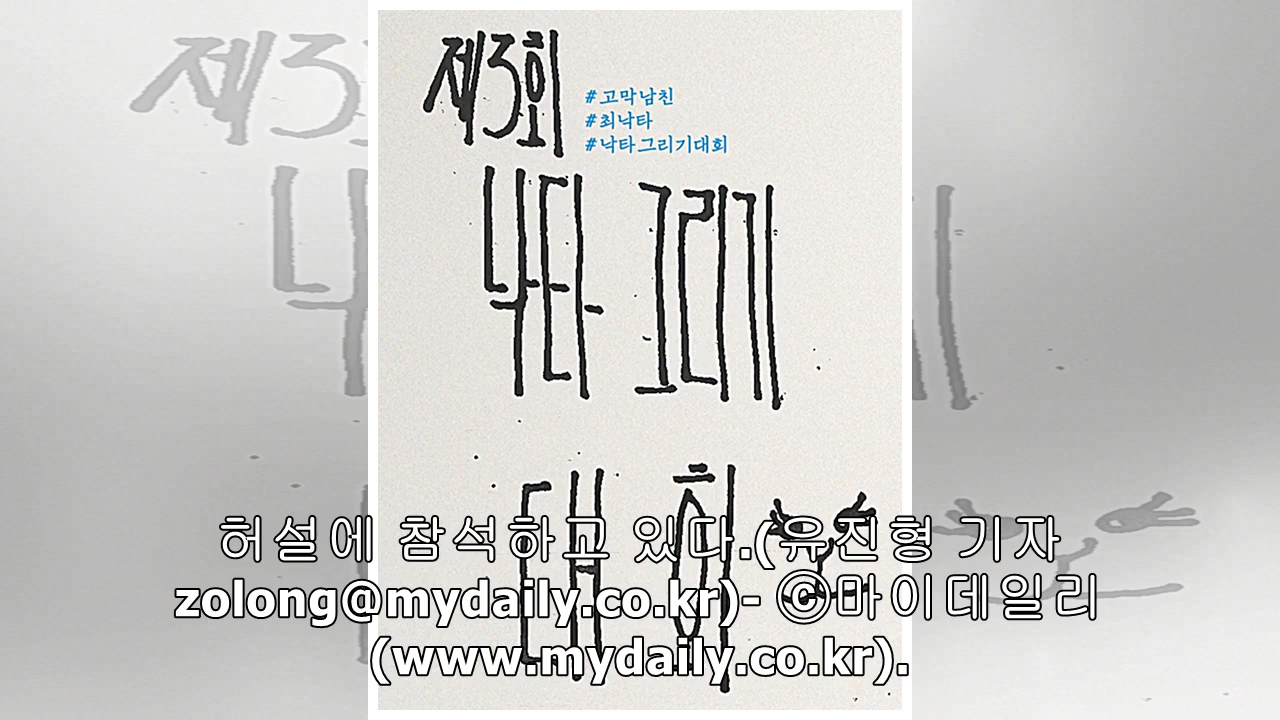 제3회
#고막남친
#최낙타
#낙타그리기대회
낙타 그리기
대회
허설에 참석하고 있다.(유진형 기자
zolong@mydaily.co.kr)- ⓒ마이데일리
(www.mydaily.co.kr).